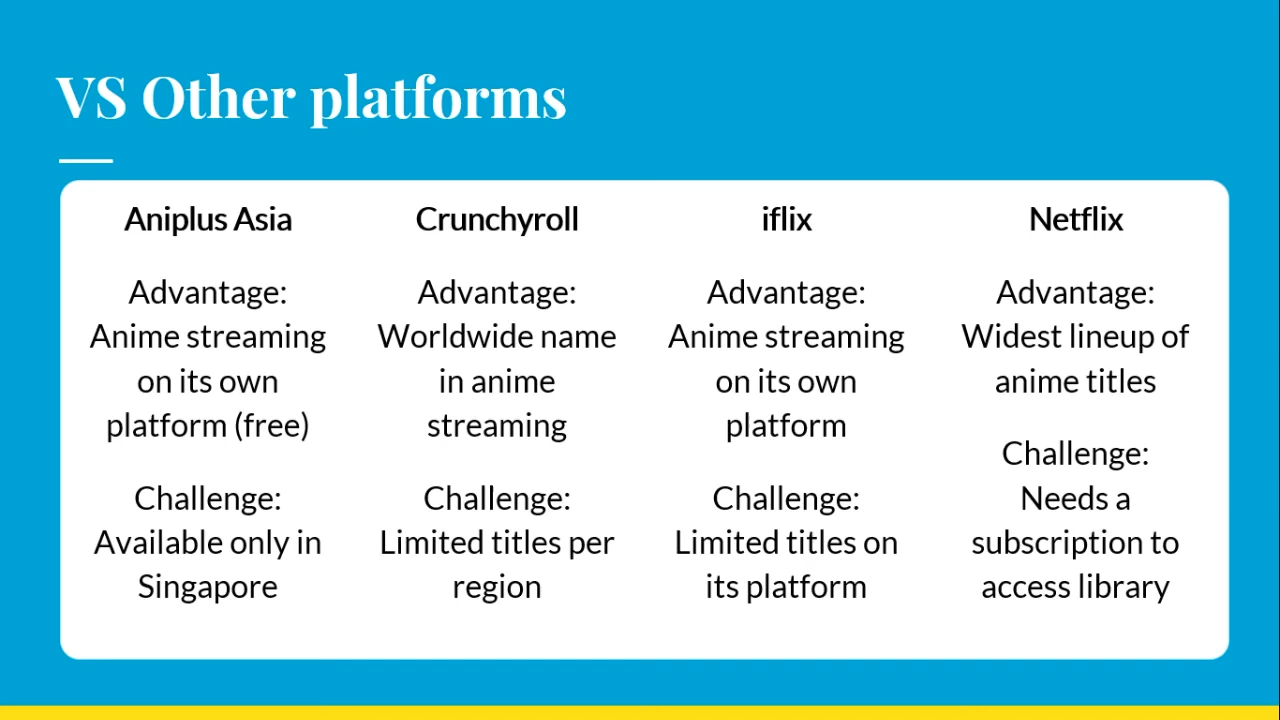 VS Other platforms
Aniplus Asia
Advantage:
Anime streaming
on its own
platform (free)
Challenge:
Available only in
Singapore
Crunchyroll
Advantage:
Worldwide name
in anime
streaming
Challenge:
Limited titles per
region
iflix
Advantage:
Anime streaming
on its own
platform
Challenge:
Limited titles on
its platform
Netflix
Advantage:
Widest lineup of
anime titles
Challenge:
Needs a
subscription to
access library